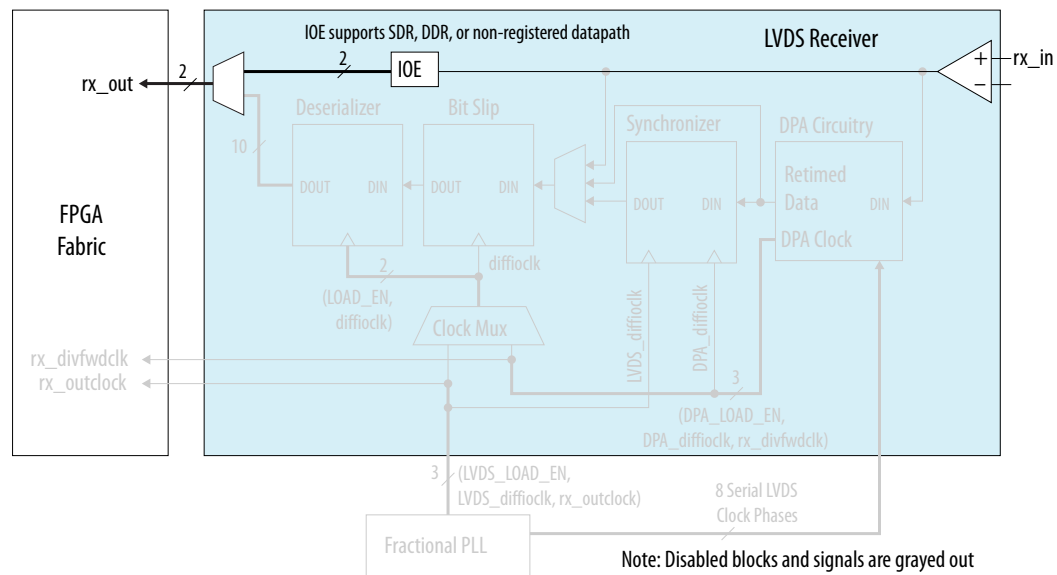 IOE supports SDR, DDR, or non-registered datapath
LVDS Receiver
rx_out
2
2
IOE
+
rx_in
−
Deserializer
Bit Slip
Synchronizer
DPA Circuitry
10
DOUT
DIN
DOUT
DIN
DOUT
DIN
Retimed
Data
DIN
DPA Clock
FPGA
Fabric
2
(LOAD_EN,
diffioclk)
diffioclk
Clock Mux
LVDS_diffioclk
DPA_diffioclk
rx_divfwdclk
rx_outclock
3
(DPA_LOAD_EN,
DPA_diffioclk, rx_divfwdclk)
3
(LVDS_LOAD_EN,
LVDS_diffioclk, rx_outclock)
8 Serial LVDS
Clock Phases
Fractional PLL
Note: Disabled blocks and signals are grayed out